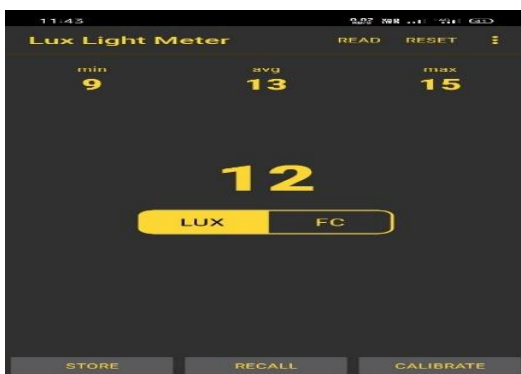 11:43
Lux Light Meter READ RESET
min avg max
9 13 15
12
LUX FC
STORE RECALL CALIBRATE